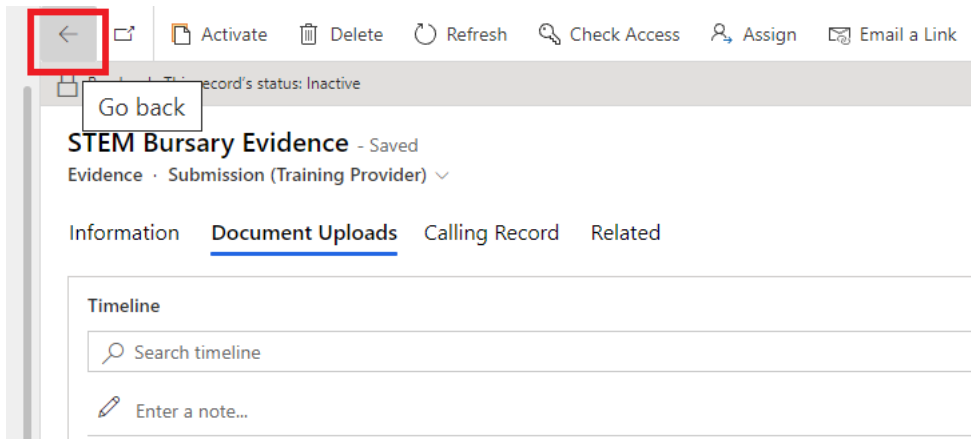 Activate Delete Refresh Check Access Assign Email a Link
record's status: Inactive
Go back
STEM Bursary Evidence - Saved
Evidence · Submission (Training Provider)
Information Document Uploads Calling Record Related
Timeline
Search timeline
Enter a note...